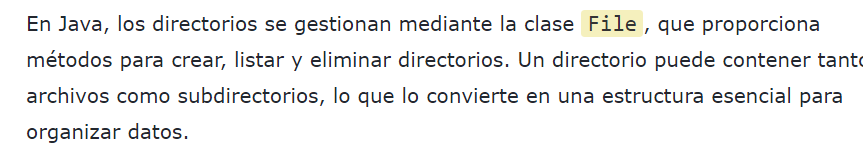 En Java, los directorios se gestionan mediante la clase File, que proporciona
métodos para crear, listar y eliminar directorios. Un directorio puede contener tanto
archivos como subdirectorios, lo que lo convierte en una estructura esencial para
organizar datos.